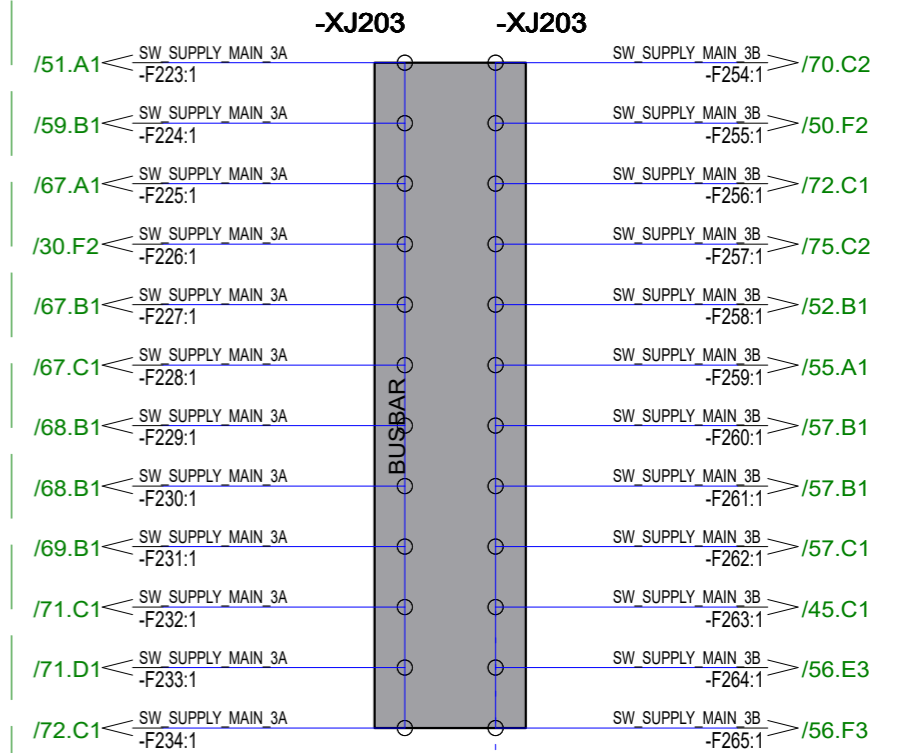 -XJ203 -XJ203
/51.A1 SW_SUPPLY_MAIN_3A SW_SUPPLY_MAIN_3B /70.C2
-F223:1 -F254:1
/59.B1 SW_SUPPLY_MAIN_3A SW_SUPPLY_MAIN_3B /50.F2
-F224:1 -F255:1
/67.A1 SW_SUPPLY_MAIN_3A SW_SUPPLY_MAIN_3B /72.C1
-F225:1 -F256:1
/30.F2 SW_SUPPLY_MAIN_3A SW_SUPPLY_MAIN_3B /75.C2
-F226:1 -F257:1
/67.B1 SW_SUPPLY_MAIN_3A SW_SUPPLY_MAIN_3B /52.B1
-F227:1 -F258:1
/67.C1 SW_SUPPLY_MAIN_3A SW_SUPPLY_MAIN_3B /55.A1
-F228:1 -F259:1
BUSBAR
/68.B1 SW_SUPPLY_MAIN_3A SW_SUPPLY_MAIN_3B /57.B1
-F229:1 -F260:1
/68.B1 SW_SUPPLY_MAIN_3A SW_SUPPLY_MAIN_3B /57.B1
-F230:1 -F261:1
/69.B1 SW_SUPPLY_MAIN_3A SW_SUPPLY_MAIN_3B /57.C1
-F231:1 -F262:1
/71.C1 SW_SUPPLY_MAIN_3A SW_SUPPLY_MAIN_3B /45.C1
-F232:1 -F263:1
/71.D1 SW_SUPPLY_MAIN_3A SW_SUPPLY_MAIN_3B /56.E3
-F233:1 -F264:1
/72.C1 SW_SUPPLY_MAIN_3A SW_SUPPLY_MAIN_3B /56.F3
-F234:1 -F265:1